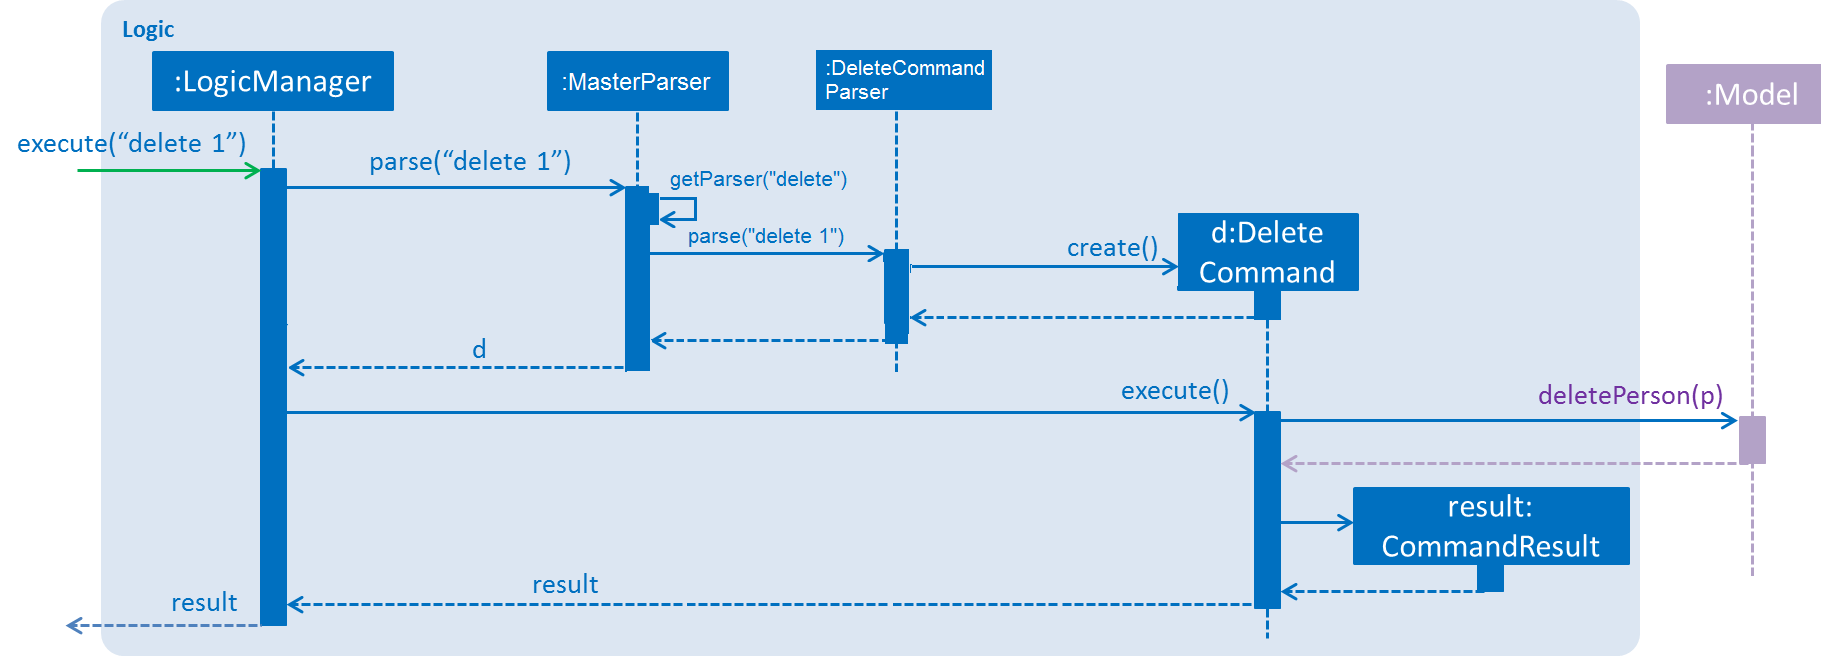 Logic
:LogicManager
:MasterParser
:DeleteCommand
Parser
:Model
execute(“delete 1”)
parse(“delete 1”)
getParser("delete")
parse("delete 1")
create()
d:Delete
Command
d
execute()
deletePerson(p)
result:
CommandResult
result
result